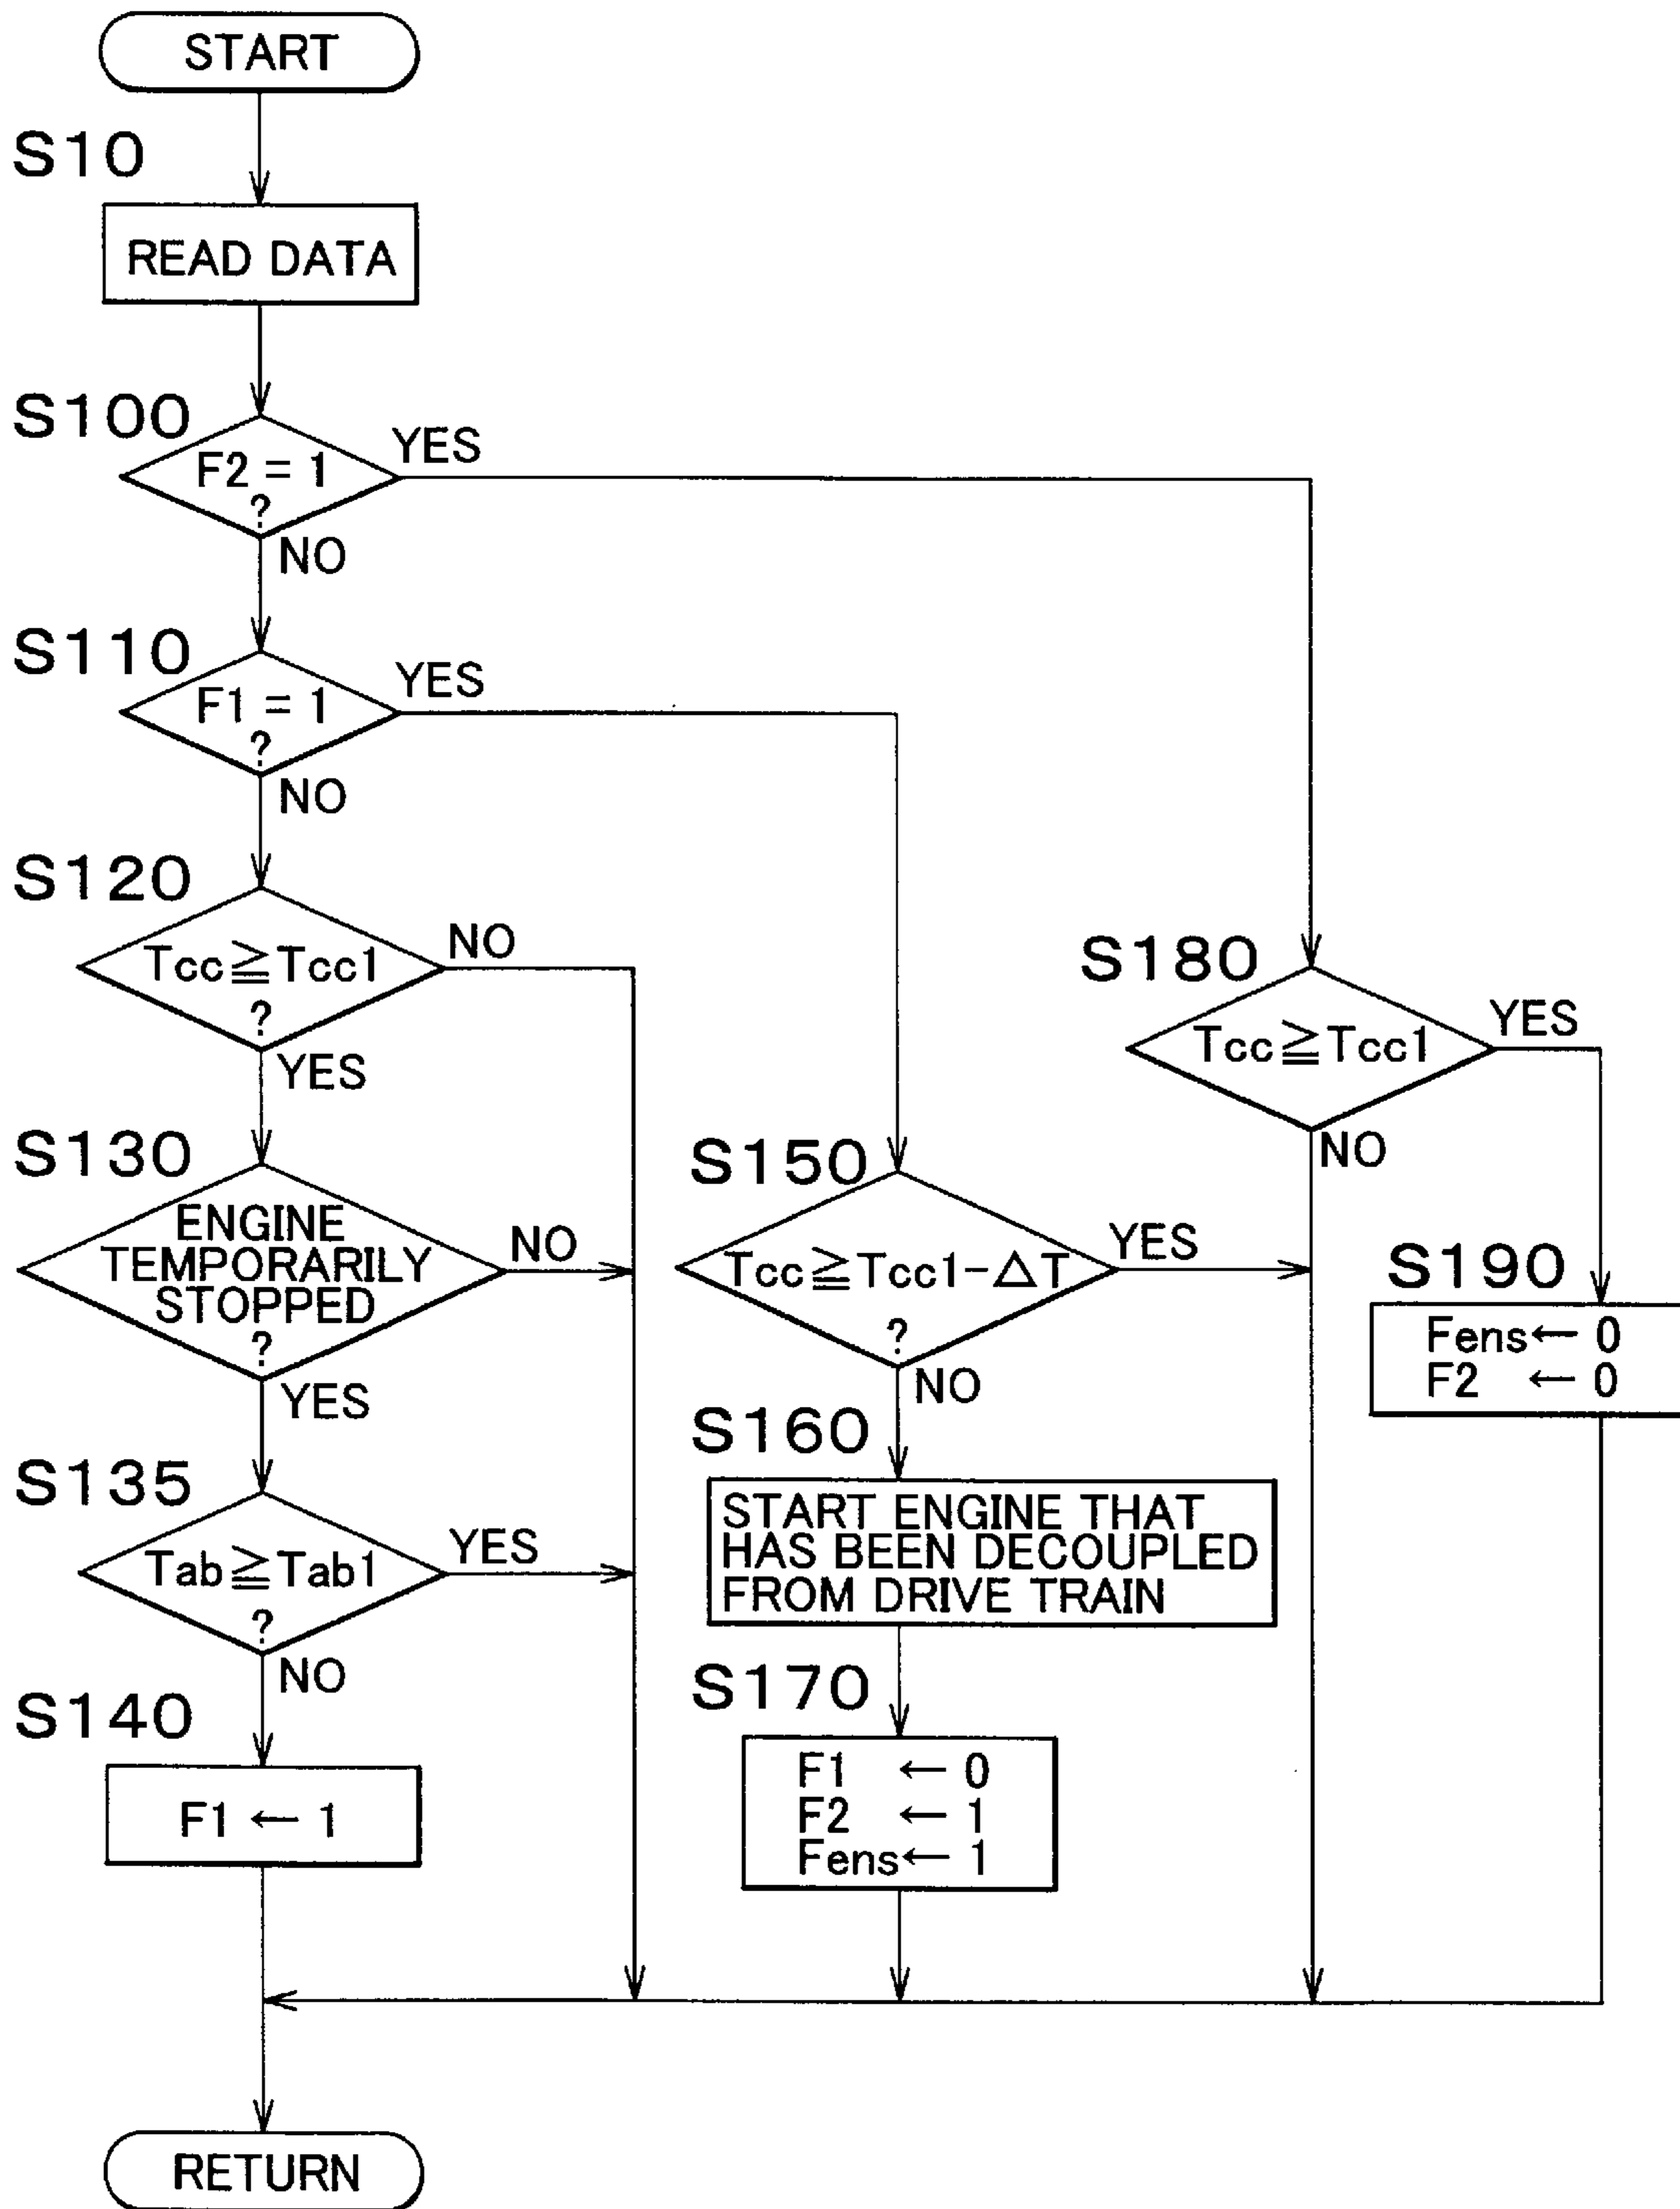 START
S10
READ DATA
S100
F2 = 1
?
YES
NO
S110
F1 = 1
?
YES
NO
S120
Tcc≧Tcc1
?
NO
YES
S130
ENGINE
TEMPORARILY
STOPPED
?
NO
YES
S135
Tab≧Tab1
?
YES
NO
S140
F1 ← 1
S150
Tcc≧Tcc1-△T
?
YES
NO
S160
START ENGINE THAT
HAS BEEN DECOUPLED
FROM DRIVE TRAIN
S170
F1 ← 0
F2 ← 1
Fens← 1
S180
Tcc≧Tcc1
YES
NO
S190
Fens← 0
F2 ← 0
RETURN